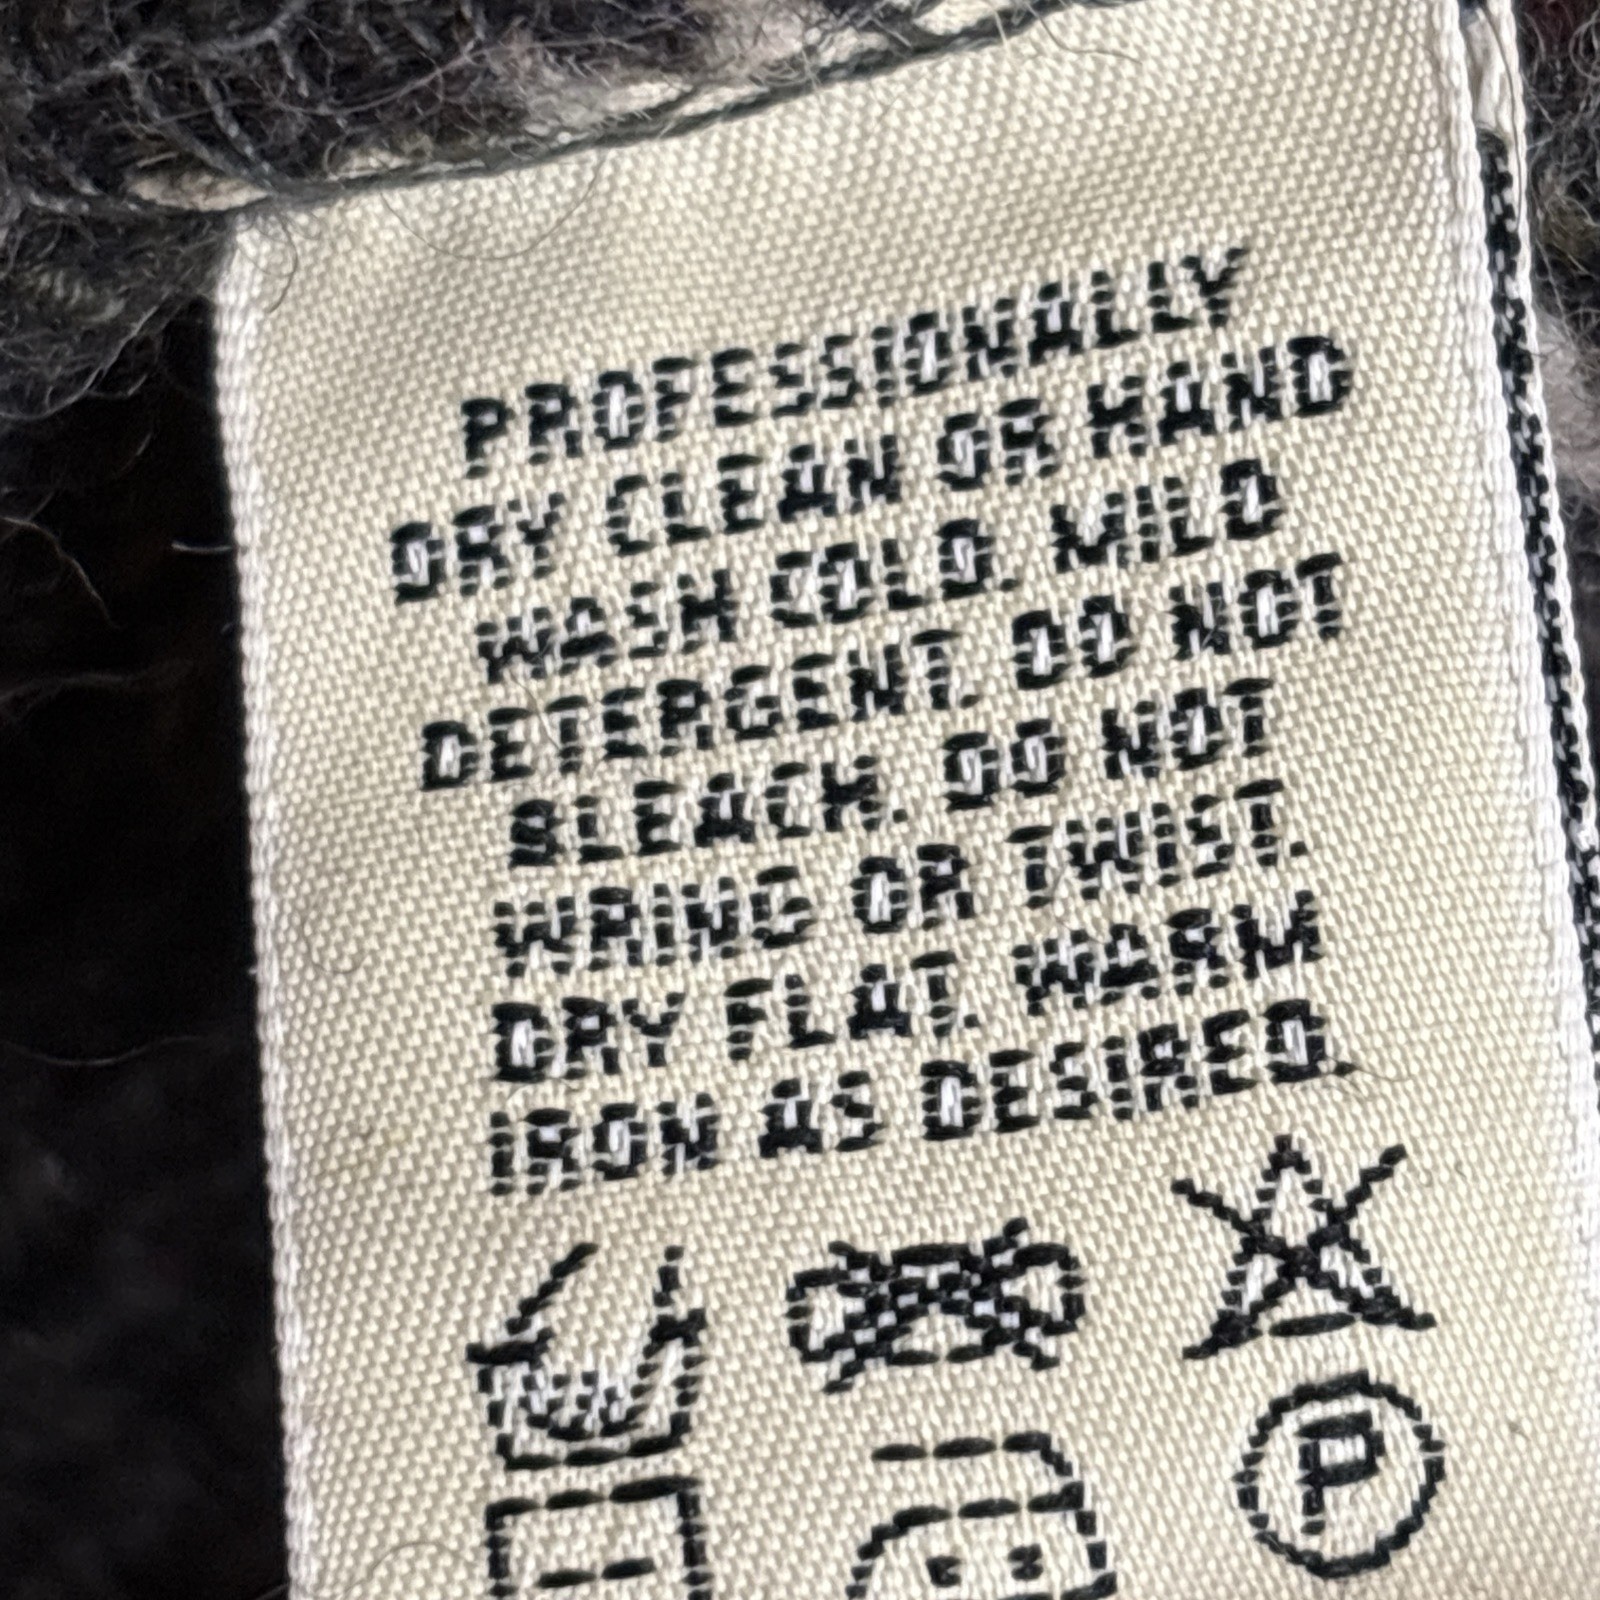 PROFESSIONALLY
DRY CLEAN OR HAND
WASH COLD. MILD
DETERGENT. DO NOT
BLEACH. DO NOT
WRING OR TWIST.
DRY FLAT. WARM
IRON AS DESIRED.
P